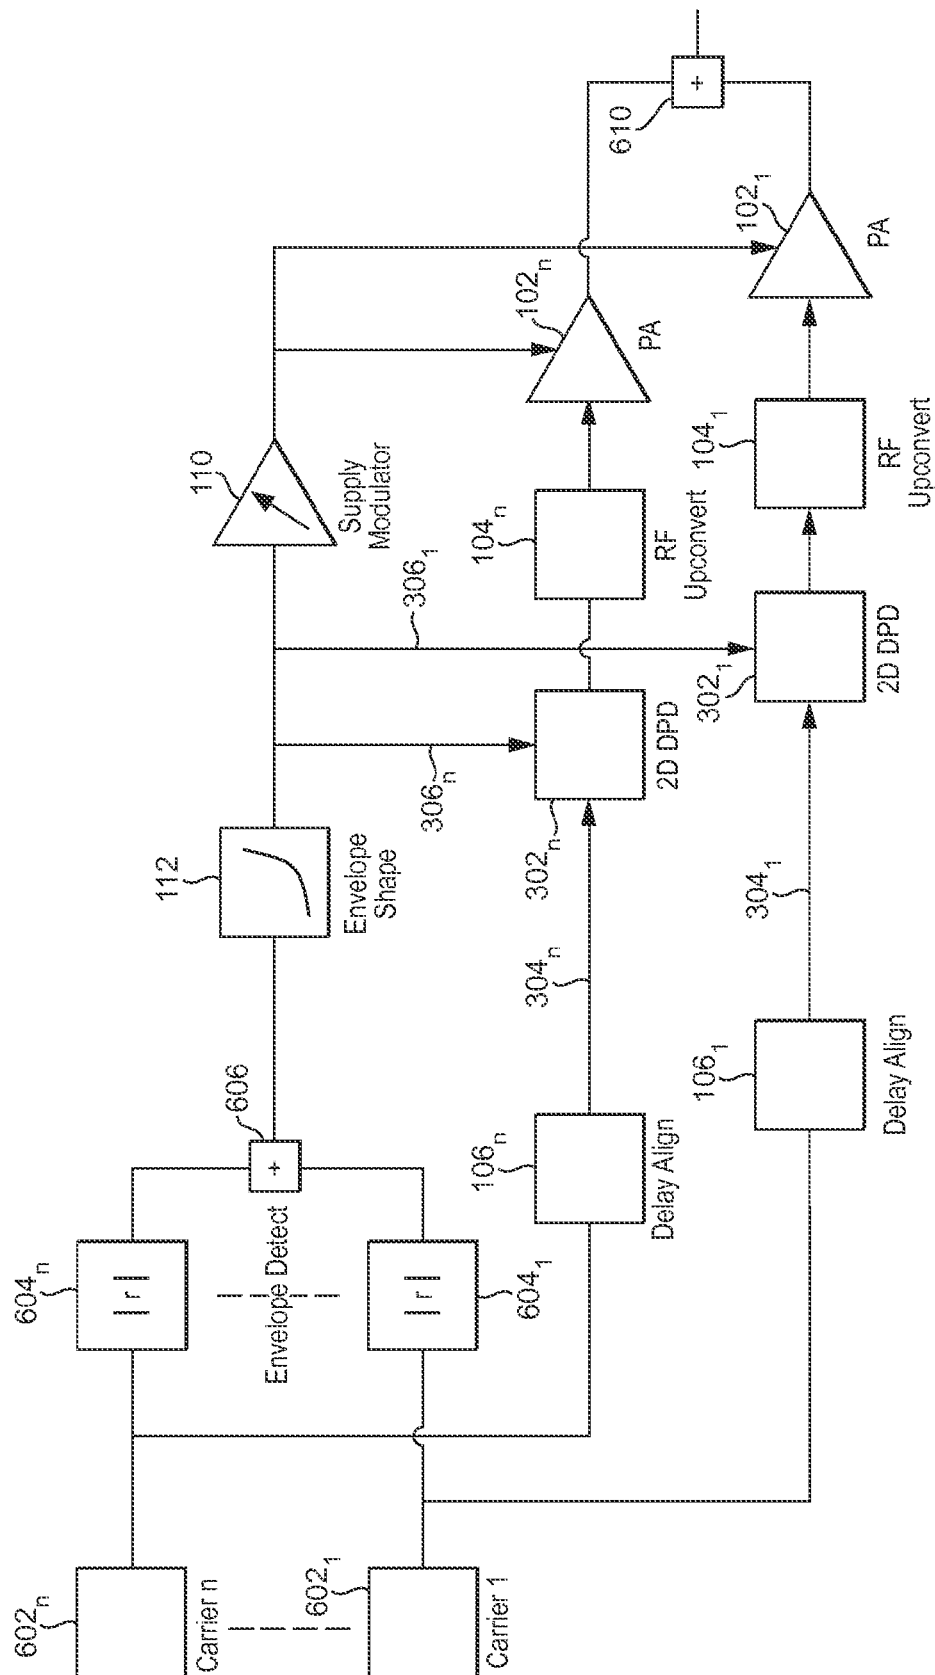 602n
Carrier n
6021
Carrier 1
604n
| r |
Envelope Detect
| r |
6041
606
+
106n
Delay Align
1061
Delay Align
112
Envelope
Shape
304n
3041
306n
3061
302n
2D DPD
3021
2D DPD
110
Supply
Modulator
104n
RF
Upconvert
1041
RF
Upconvert
102n
PA
1021
PA
610
+